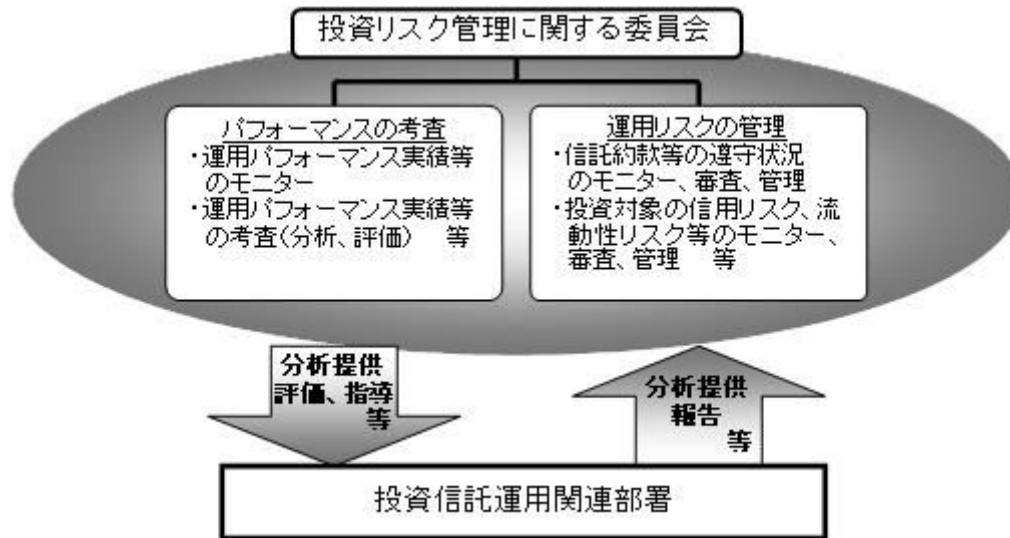 投資リスク管理に関する委員会
パフォーマンスの考査
・運用パフォーマンス実績等
のモニター
・運用パフォーマンス実績等
の考査(分析、評価) 等
運用リスクの管理
・信託約款等の遵守状況
のモニター、審査、管理
・投資対象の信用リスク、流
動性リスク等のモニター、
審査、管理 等
分析提供
評価、指導
等
分析提供
報告
等
投資信託運用関連部署